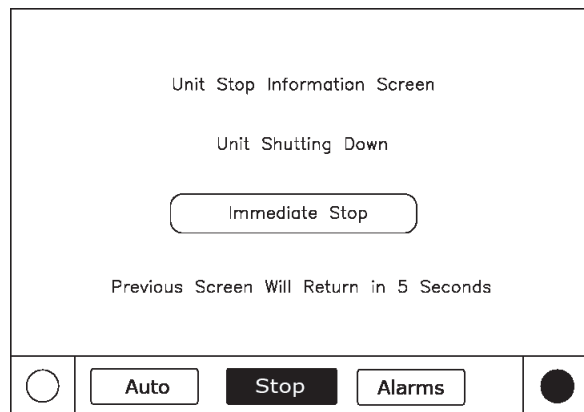 Unit Stop Information Screen
Unit Shutting Down
Immediate Stop
Previous Screen Will Return in 5 Seconds
Auto Stop Alarms